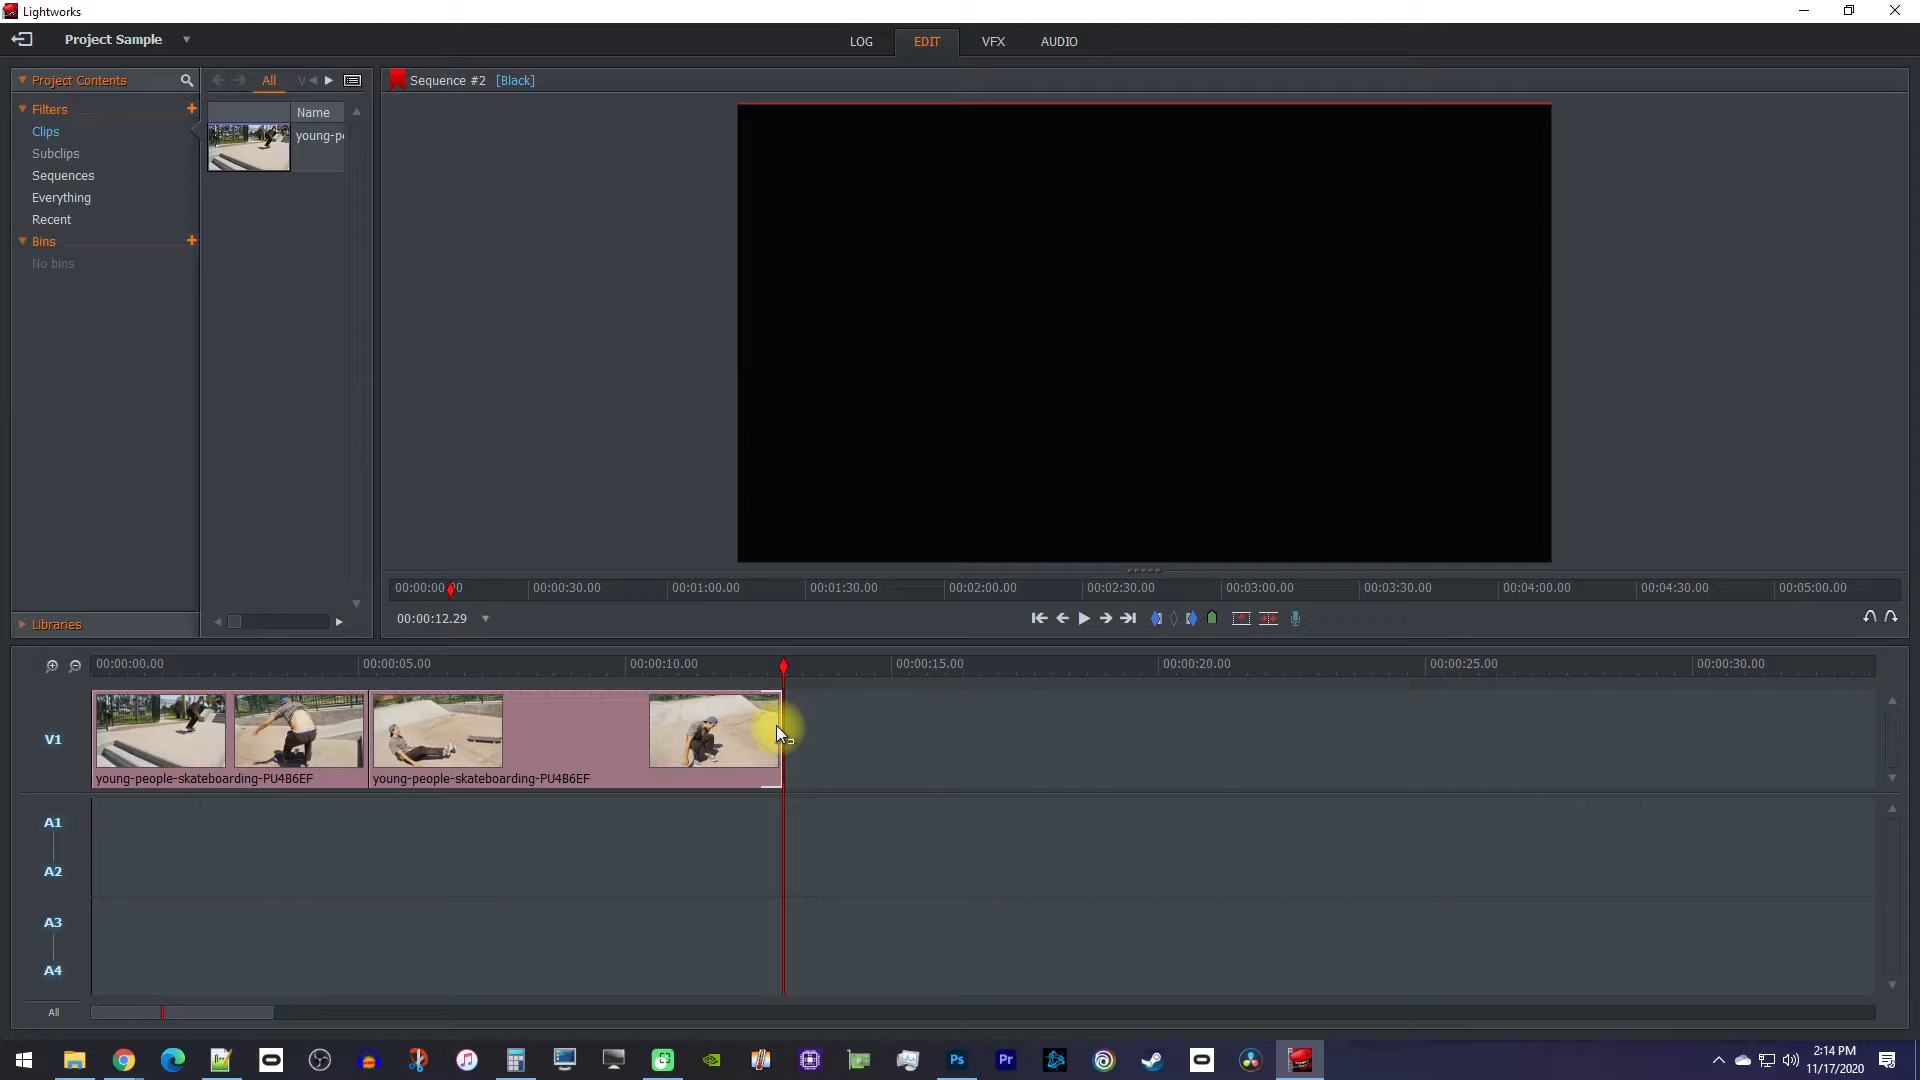 Lightworks
Project Sample
LOG EDIT VFX AUDIO
Project Contents
All
Sequence #2 [Black]
Filters
Name
Clips
young-pe
Subclips
Sequences
Everything
Recent
Bins
No bins
00:00:00.00 00:00:30.00 00:01:00.00 00:01:30.00 00:02:00.00 00:02:30.00 00:03:00.00 00:03:30.00 00:04:00.00 00:04:30.00 00:05:00.00
Libraries
00:00:12.29
00:00:00.00 00:00:05.00 00:00:10.00 00:00:15.00 00:00:20.00 00:00:25.00 00:00:30.00
V1
young-people-skateboarding-PU4B6EF young-people-skateboarding-PU4B6EF
A1
A2
A3
A4
All
Ps Pr
2:14 PM
11/17/2020